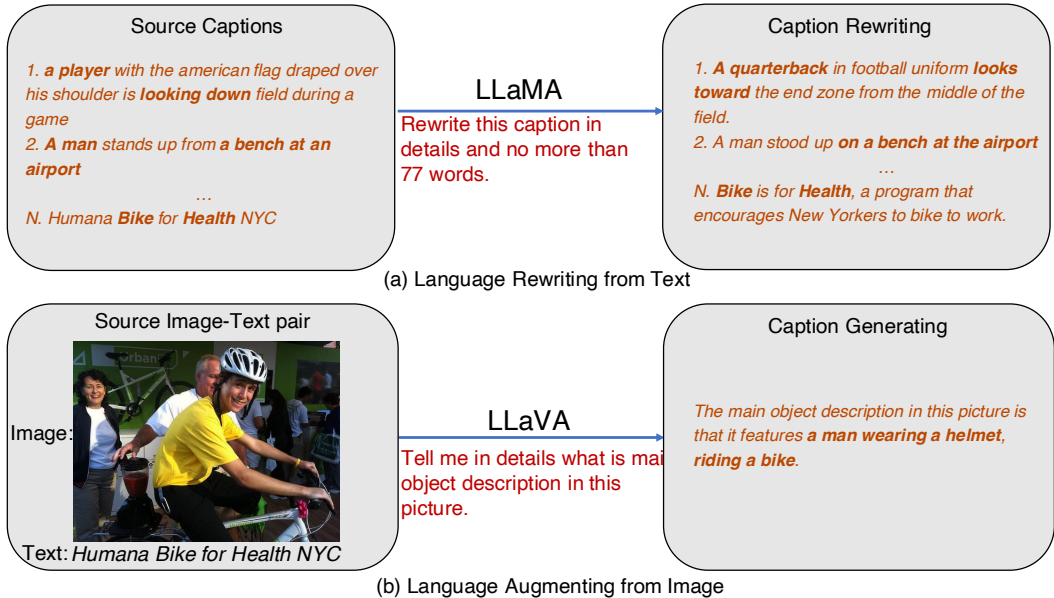 Source Captions
1. a player with the american flag draped over
his shoulder is looking down field during a
game
2. A man stands up from a bench at an
airport
...
N. Humana Bike for Health NYC
LLaMA
Rewrite this caption in
details and no more than
77 words.
Caption Rewriting
1. A quarterback in football uniform looks
toward the end zone from the middle of the
field.
2. A man stood up on a bench at the airport
...
N. Bike is for Health, a program that
encourages New Yorkers to bike to work.
(a) Language Rewriting from Text
Source Image-Text pair
Urban
Image:
Text: Humana Bike for Health NYC
LLaVA
Tell me in details what is mai
object description in this
picture.
Caption Generating
The main object description in this picture is
that it features a man wearing a helmet,
riding a bike.
(b) Language Augmenting from Image